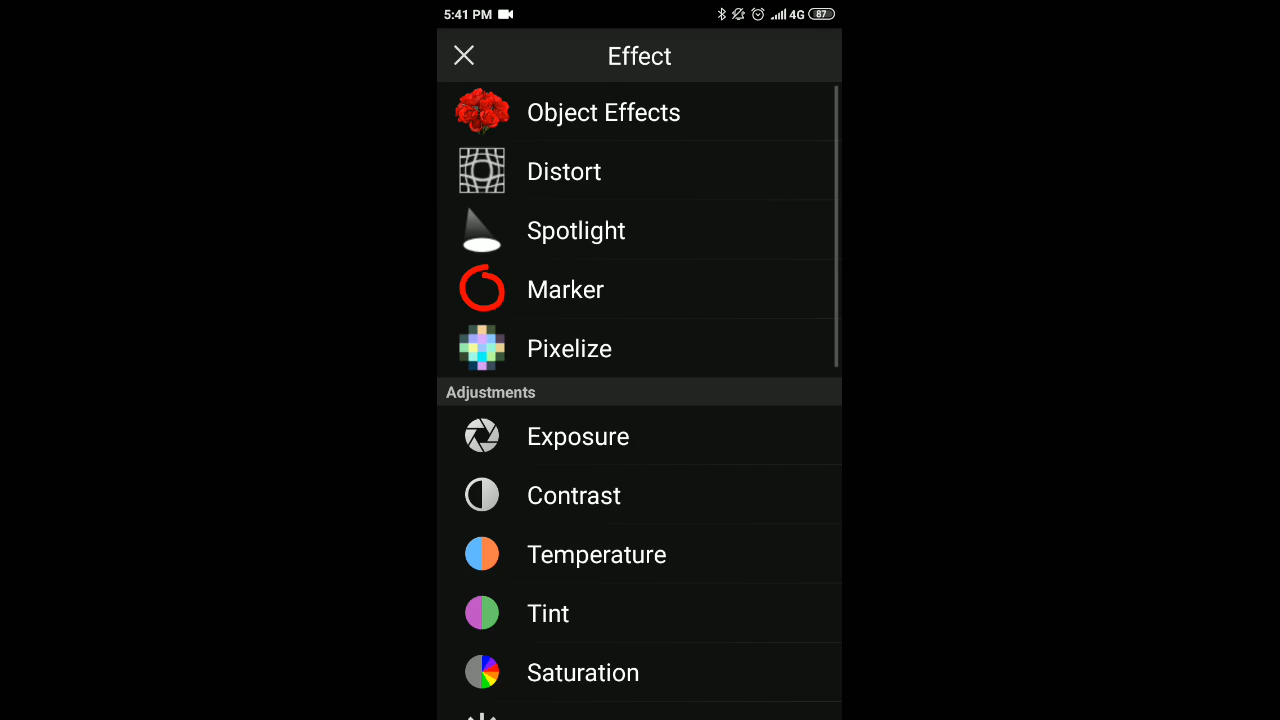 5:41 PM 4G 87
Effect
Object Effects
Distort
Spotlight
Marker
Pixelize
Adjustments
Exposure
Contrast
Temperature
Tint
Saturation